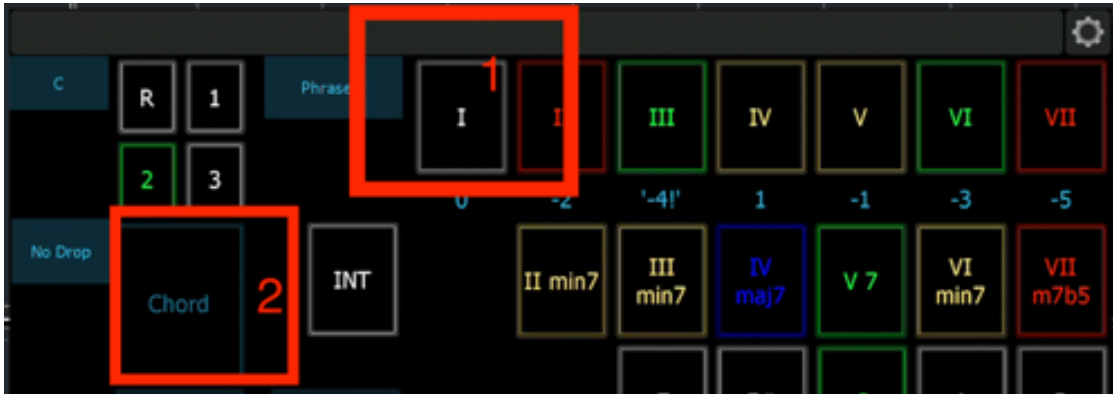 C
R
1
Phrase
1
I
II
III
IV
V
VI
VII
2
3
0
-2
'-4!'
1
-1
-3
-5
No Drop
Chord
2
INT
II min7
III
min7
IV
maj7
V 7
VI
min7
VII
m7b5